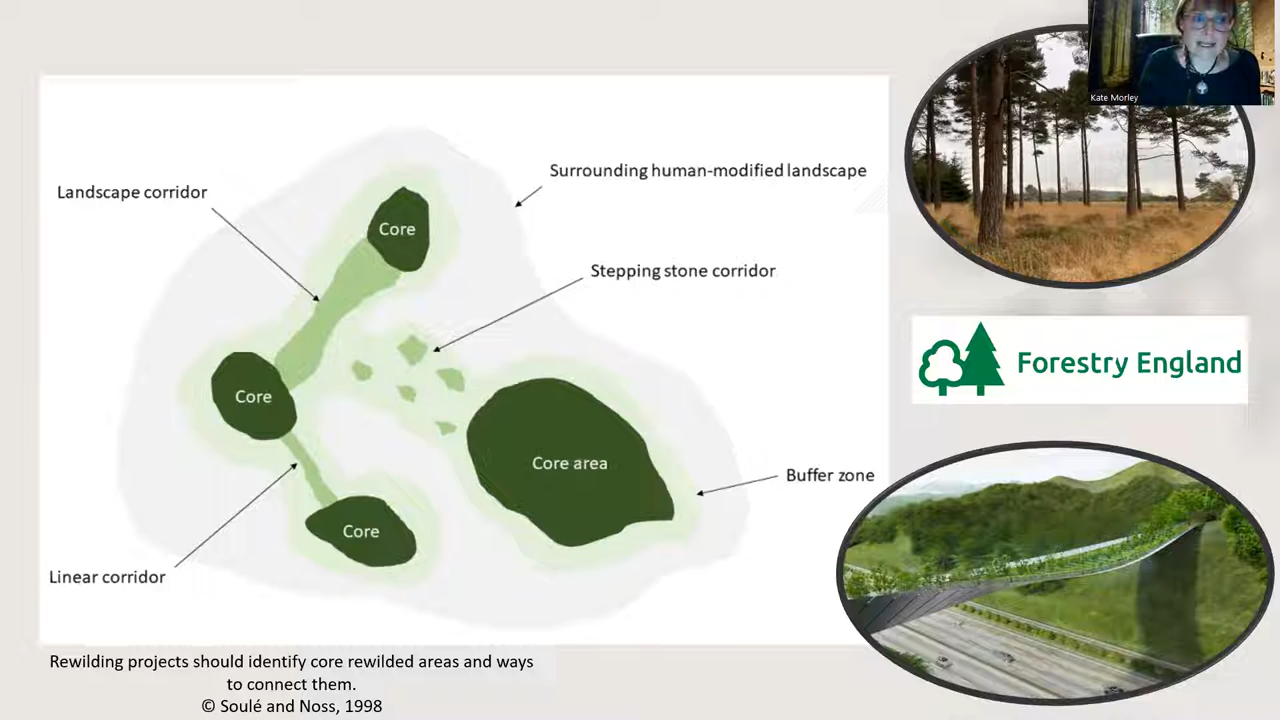 Kate Morley
Surrounding human-modified landscape
Landscape corridor
Core
Stepping stone corridor
Forestry England
Core
Core area
Buffer zone
Core
Linear corridor
Rewilding projects should identify core rewilded areas and ways
to connect them.
© Soulé and Noss, 1998